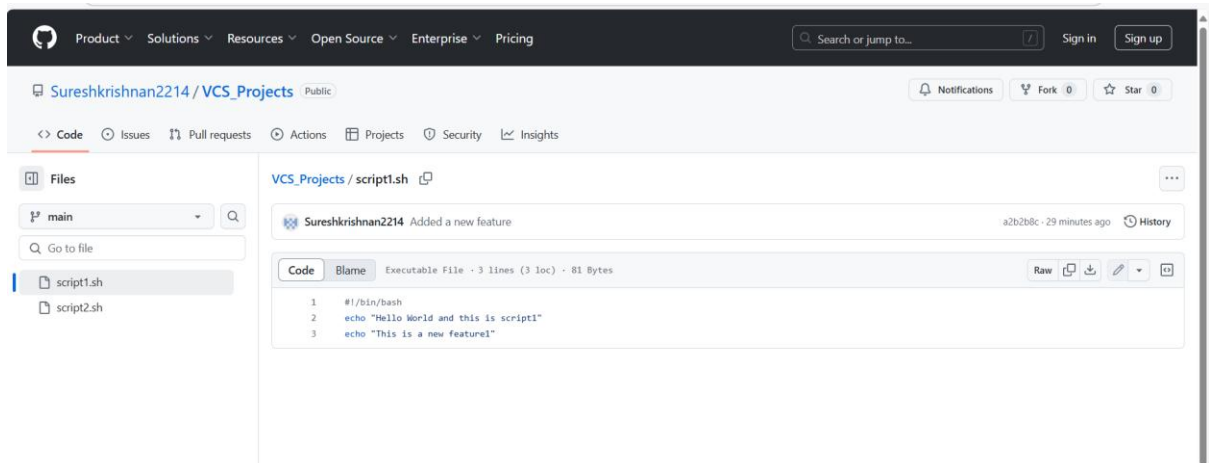 Product Solutions Resources Open Source Enterprise Pricing Search or jump to... / Sign in Sign up
Sureshkrishnan2214 / VCS_Projects Public Notifications Fork 0 Star 0
Code Issues Pull requests Actions Projects Security Insights
Files
main
Go to file
script1.sh
script2.sh
VCS_Projects / script1.sh
Sureshkrishnan2214 Added a new feature a2b2b8c · 29 minutes ago History
Code Blame Executable File · 3 lines (3 loc) · 81 Bytes Raw
1 #!/bin/bash
2 echo "Hello World and this is script1"
3 echo "This is a new feature1"